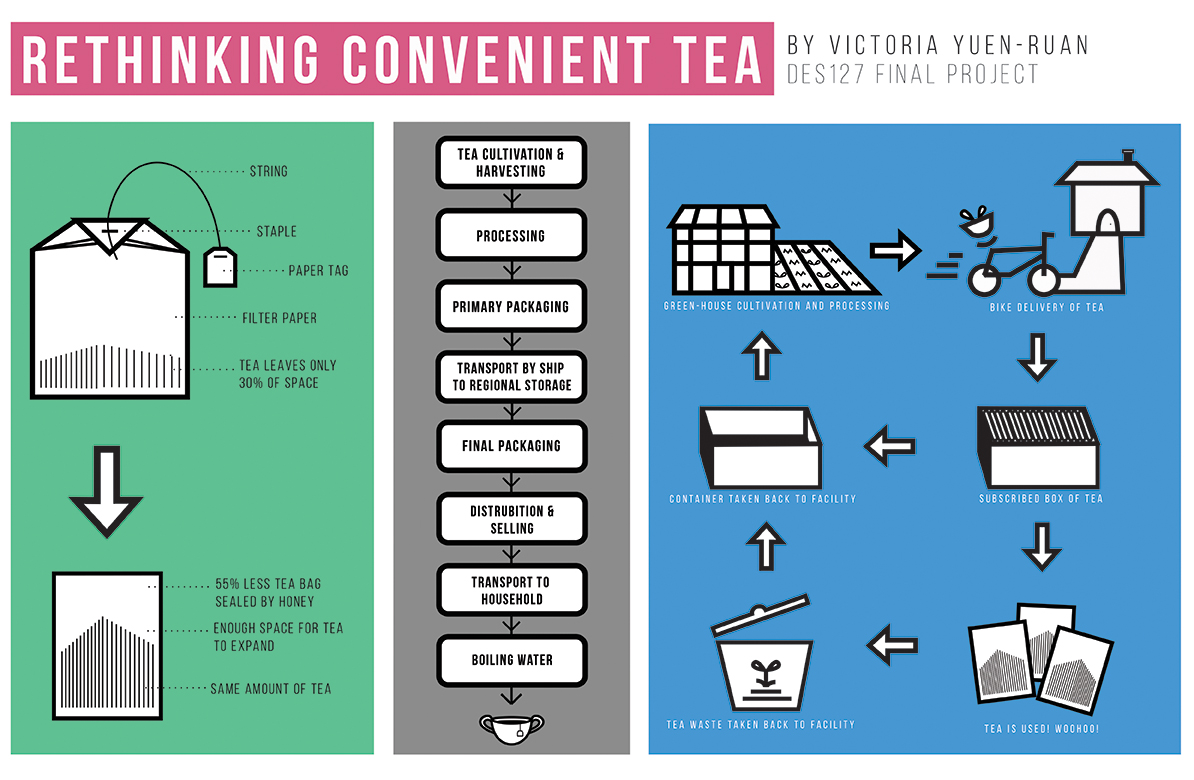 RETHINKING CONVENIENT TEA
BY VICTORIA YUEN-RUAN
DES127 FINAL PROJECT
STRING
STAPLE
PAPER TAG
FILTER PAPER
TEA LEAVES ONLY
30% OF SPACE
55% LESS TEA BAG
SEALED BY HONEY
ENOUGH SPACE FOR TEA
TO EXPAND
SAME AMOUNT OF TEA
TEA CULTIVATION &
HARVESTING
PROCESSING
PRIMARY PACKAGING
TRANSPORT BY SHIP
TO REGIONAL STORAGE
FINAL PACKAGING
DISTRUBITION &
SELLING
TRANSPORT TO
HOUSEHOLD
BOILING WATER
GREEN-HOUSE CULTIVATION AND PROCESSING
BIKE DELIVERY OF TEA
CONTAINER TAKEN BACK TO FACILITY
SUBSCRIBED BOX OF TEA
TEA WASTE TAKEN BACK TO FACILITY
TEA IS USED! WOOHOO!